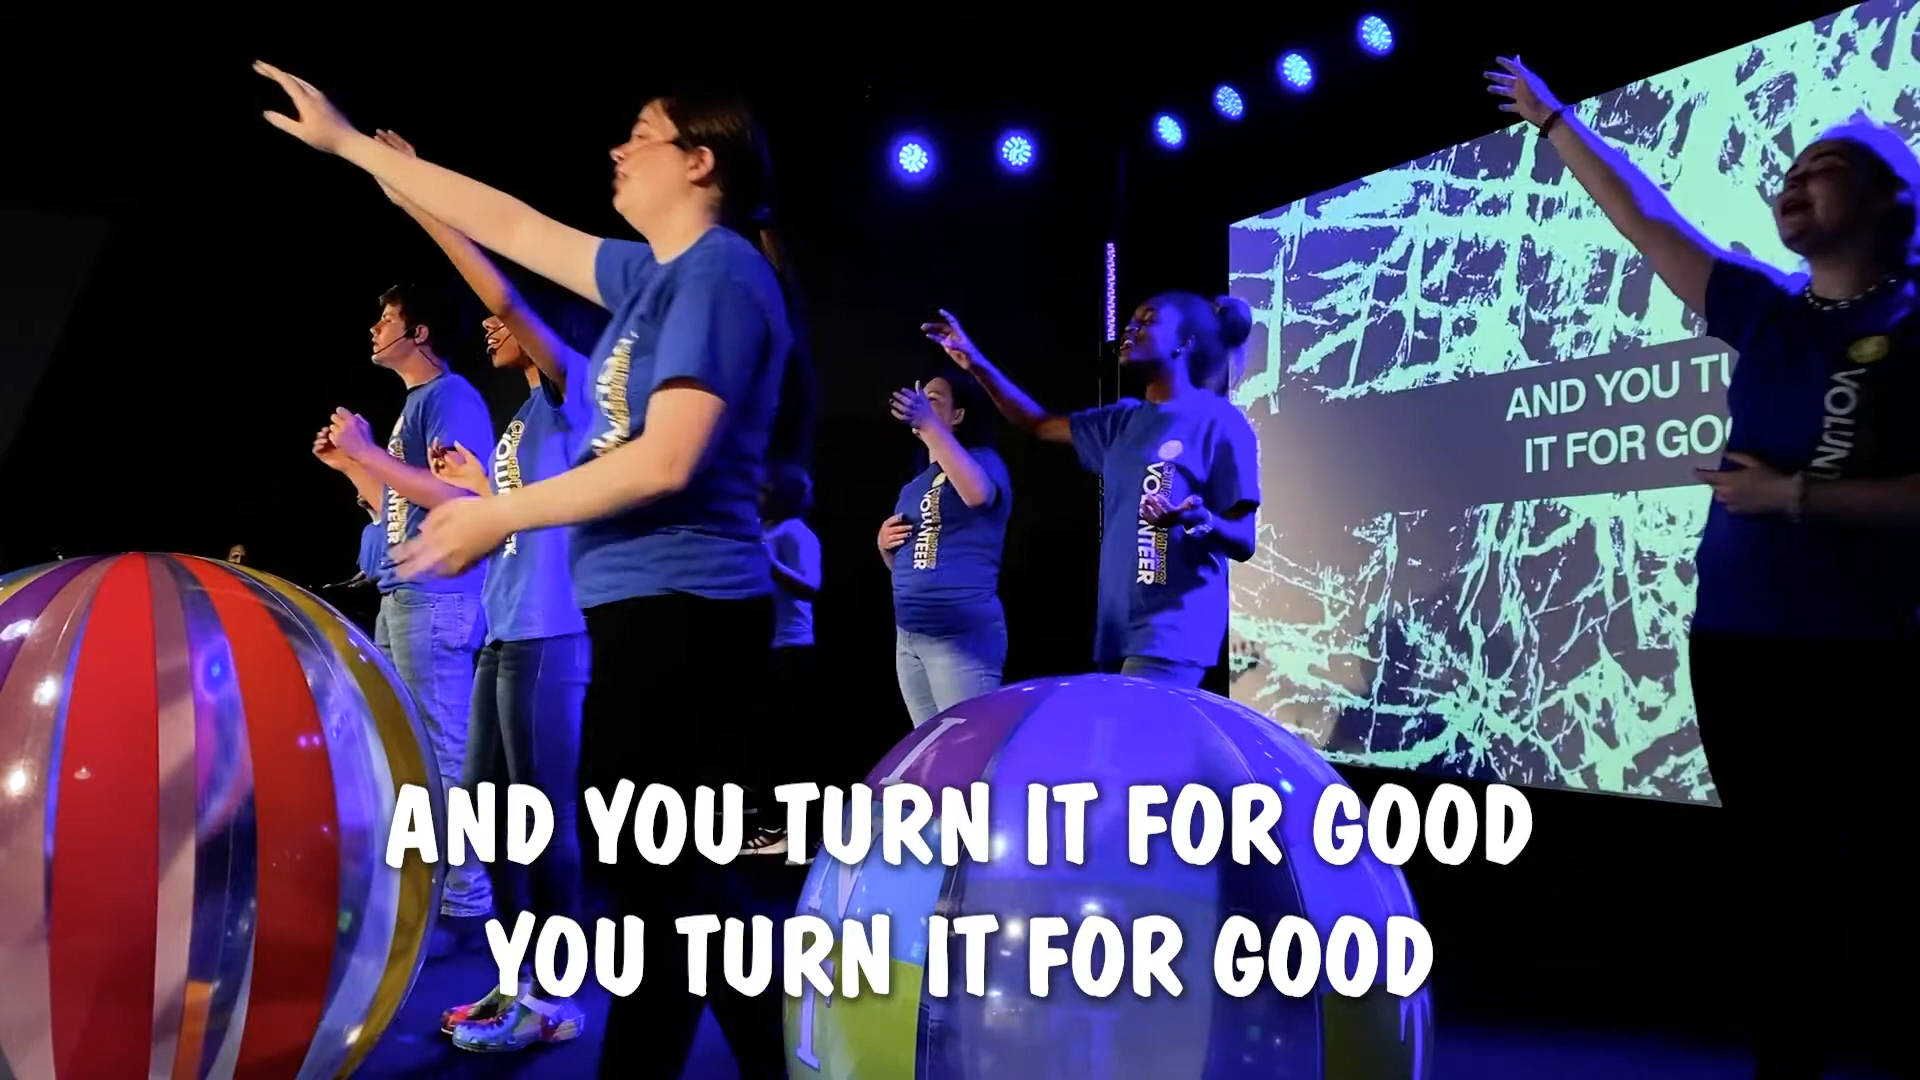 AND YOU TU
IT FOR GOO
VOLUNTEER
VOLUNTEER
VOLUNT
AND YOU TURN IT FOR GOOD
YOU TURN IT FOR GOOD